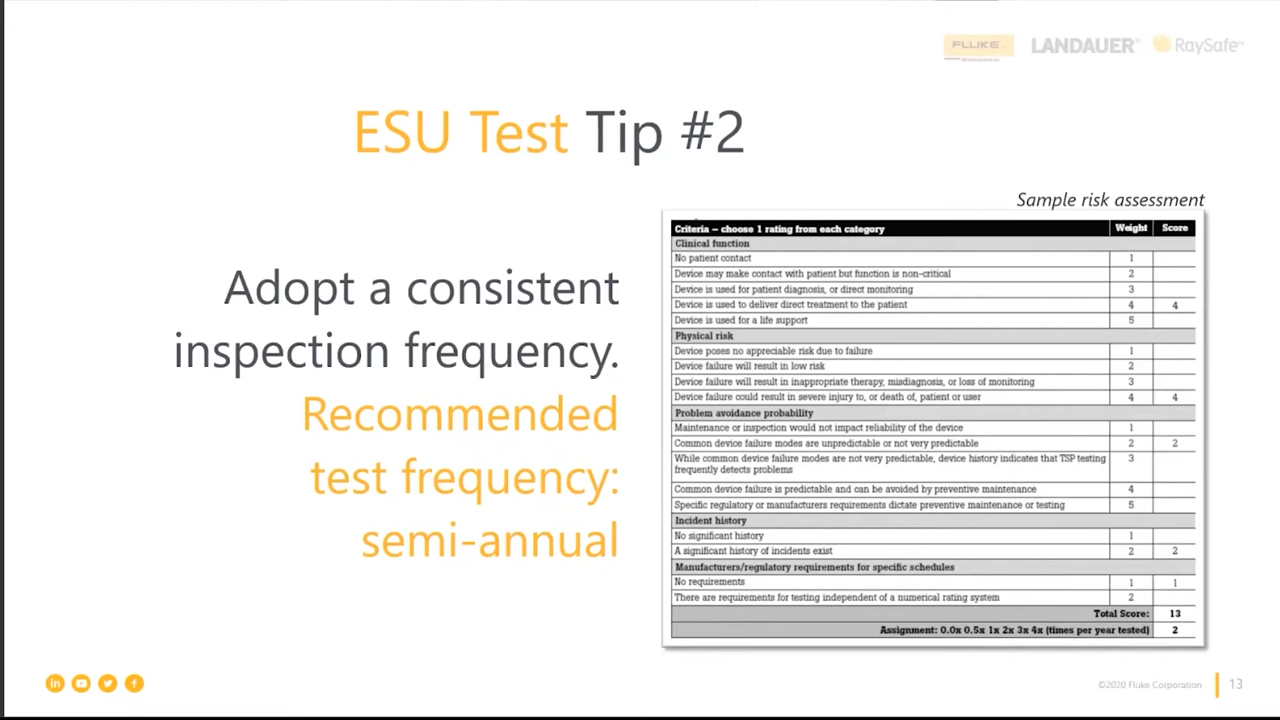 FLUKE
LANDAUER®
RaySafe™
ESU Test Tip #2
Sample risk assessment
Adopt a consistent
inspection frequency.
Recommended
test frequency:
semi-annual
Criteria – choose 1 rating from each category Weight Score
Clinical function
No patient contact 1
Device may make contact with patient but function is non-critical 2
Device is used for patient diagnosis, or direct monitoring 3
Device is used to deliver direct treatment to the patient 4 4
Device is used for a life support 5
Physical risk
Device poses no appreciable risk due to failure 1
Device failure will result in low risk 2
Device failure will result in inappropriate therapy, misdiagnosis, or loss of monitoring 3
Device failure could result in severe injury to, or death of, patient or user 4 4
Problem avoidance probability
Maintenance or inspection would not impact reliability of the device 1
Common device failure modes are unpredictable or not very predictable 2 2
While common device failure modes are not very predictable, device history indicates that TSP testing 3
frequently detects problems
Common device failure is predictable and can be avoided by preventive maintenance 4
Specific regulatory or manufacturers requirements dictate preventive maintenance or testing 5
Incident history
No significant history 1
A significant history of incidents exist 2 2
Manufacturers/regulatory requirements for specific schedules
No requirements 1 1
There are requirements for testing independent of a numerical rating system 2
Total Score: 13
Assignment: 0.0x 0.5x 1x 2x 3x 4x (times per year tested) 2
©2020 Fluke Corporation 13